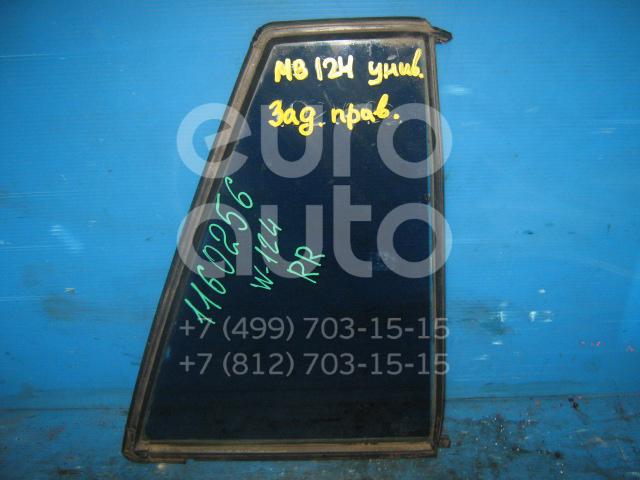 MB 124 унив.
Зад. прав.
euro
auto
11602256
W-124
RR
+7 (499) 703-15-15
+7 (812) 703-15-15